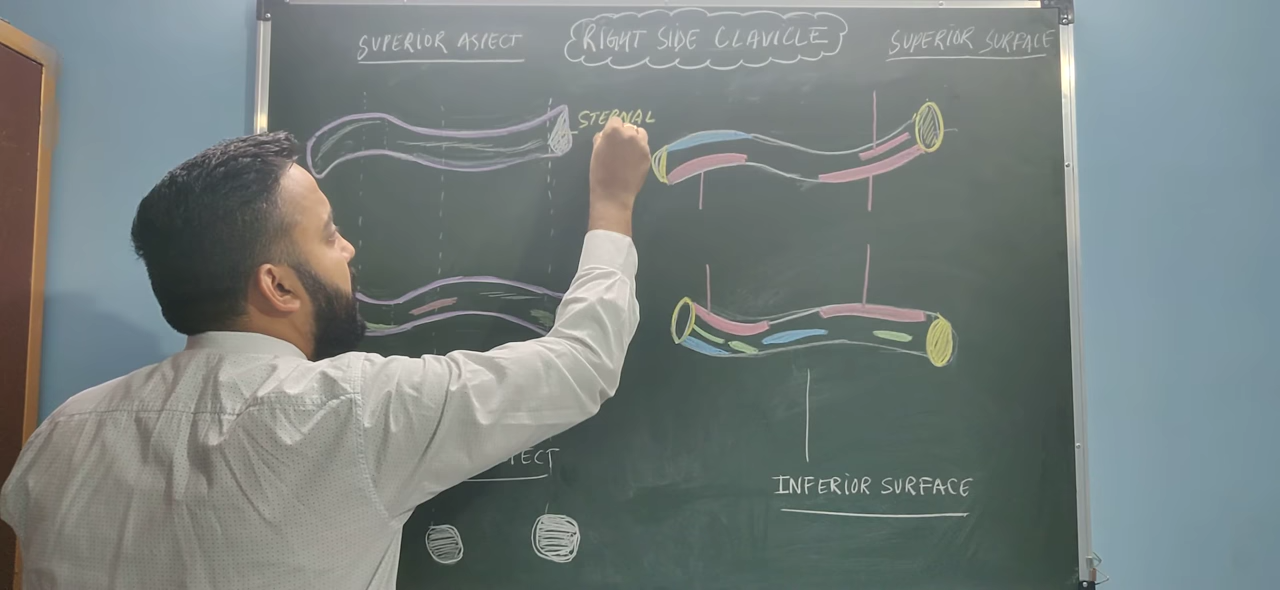 SUPERIOR ASPECT
RIGHT SIDE CLAVICLE
SUPERIOR SURFACE
STERNAL
INFERIOR SURFACE